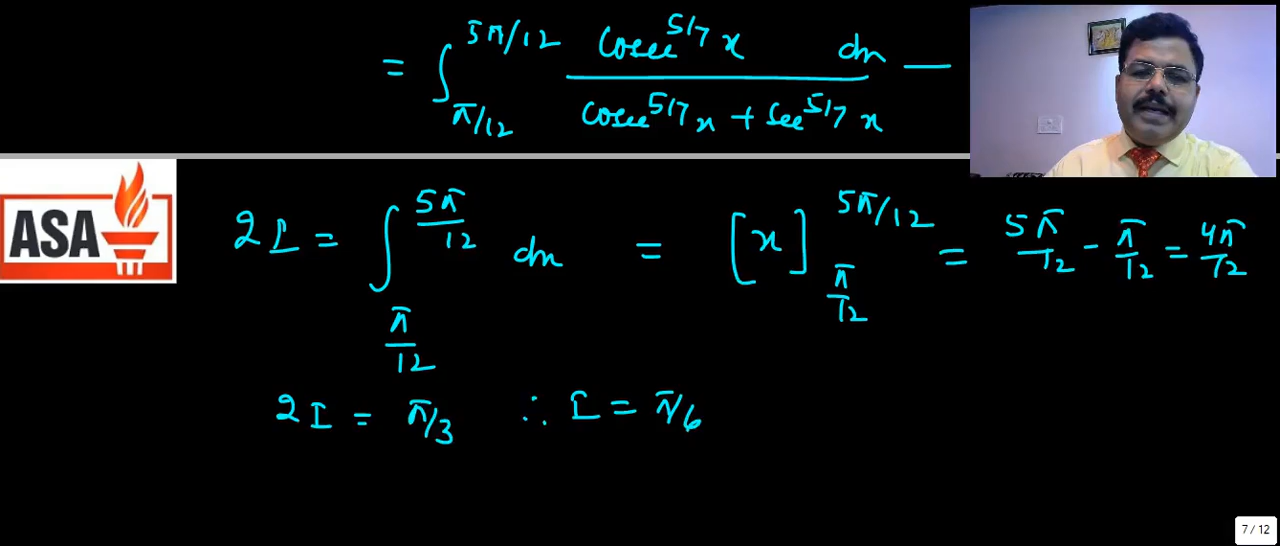 = ∫_{π/12}^{5π/12} cosec^{5/7} x dx / (cosec^{5/7} x + sec^{5/7} x) —
ASA
2I = ∫_{π/12}^{5π/12} dx = [x]_{π/12}^{5π/12} = 5π/12 - π/12 = 4π/12
2I = π/3 ∴ I = π/6
7 / 12